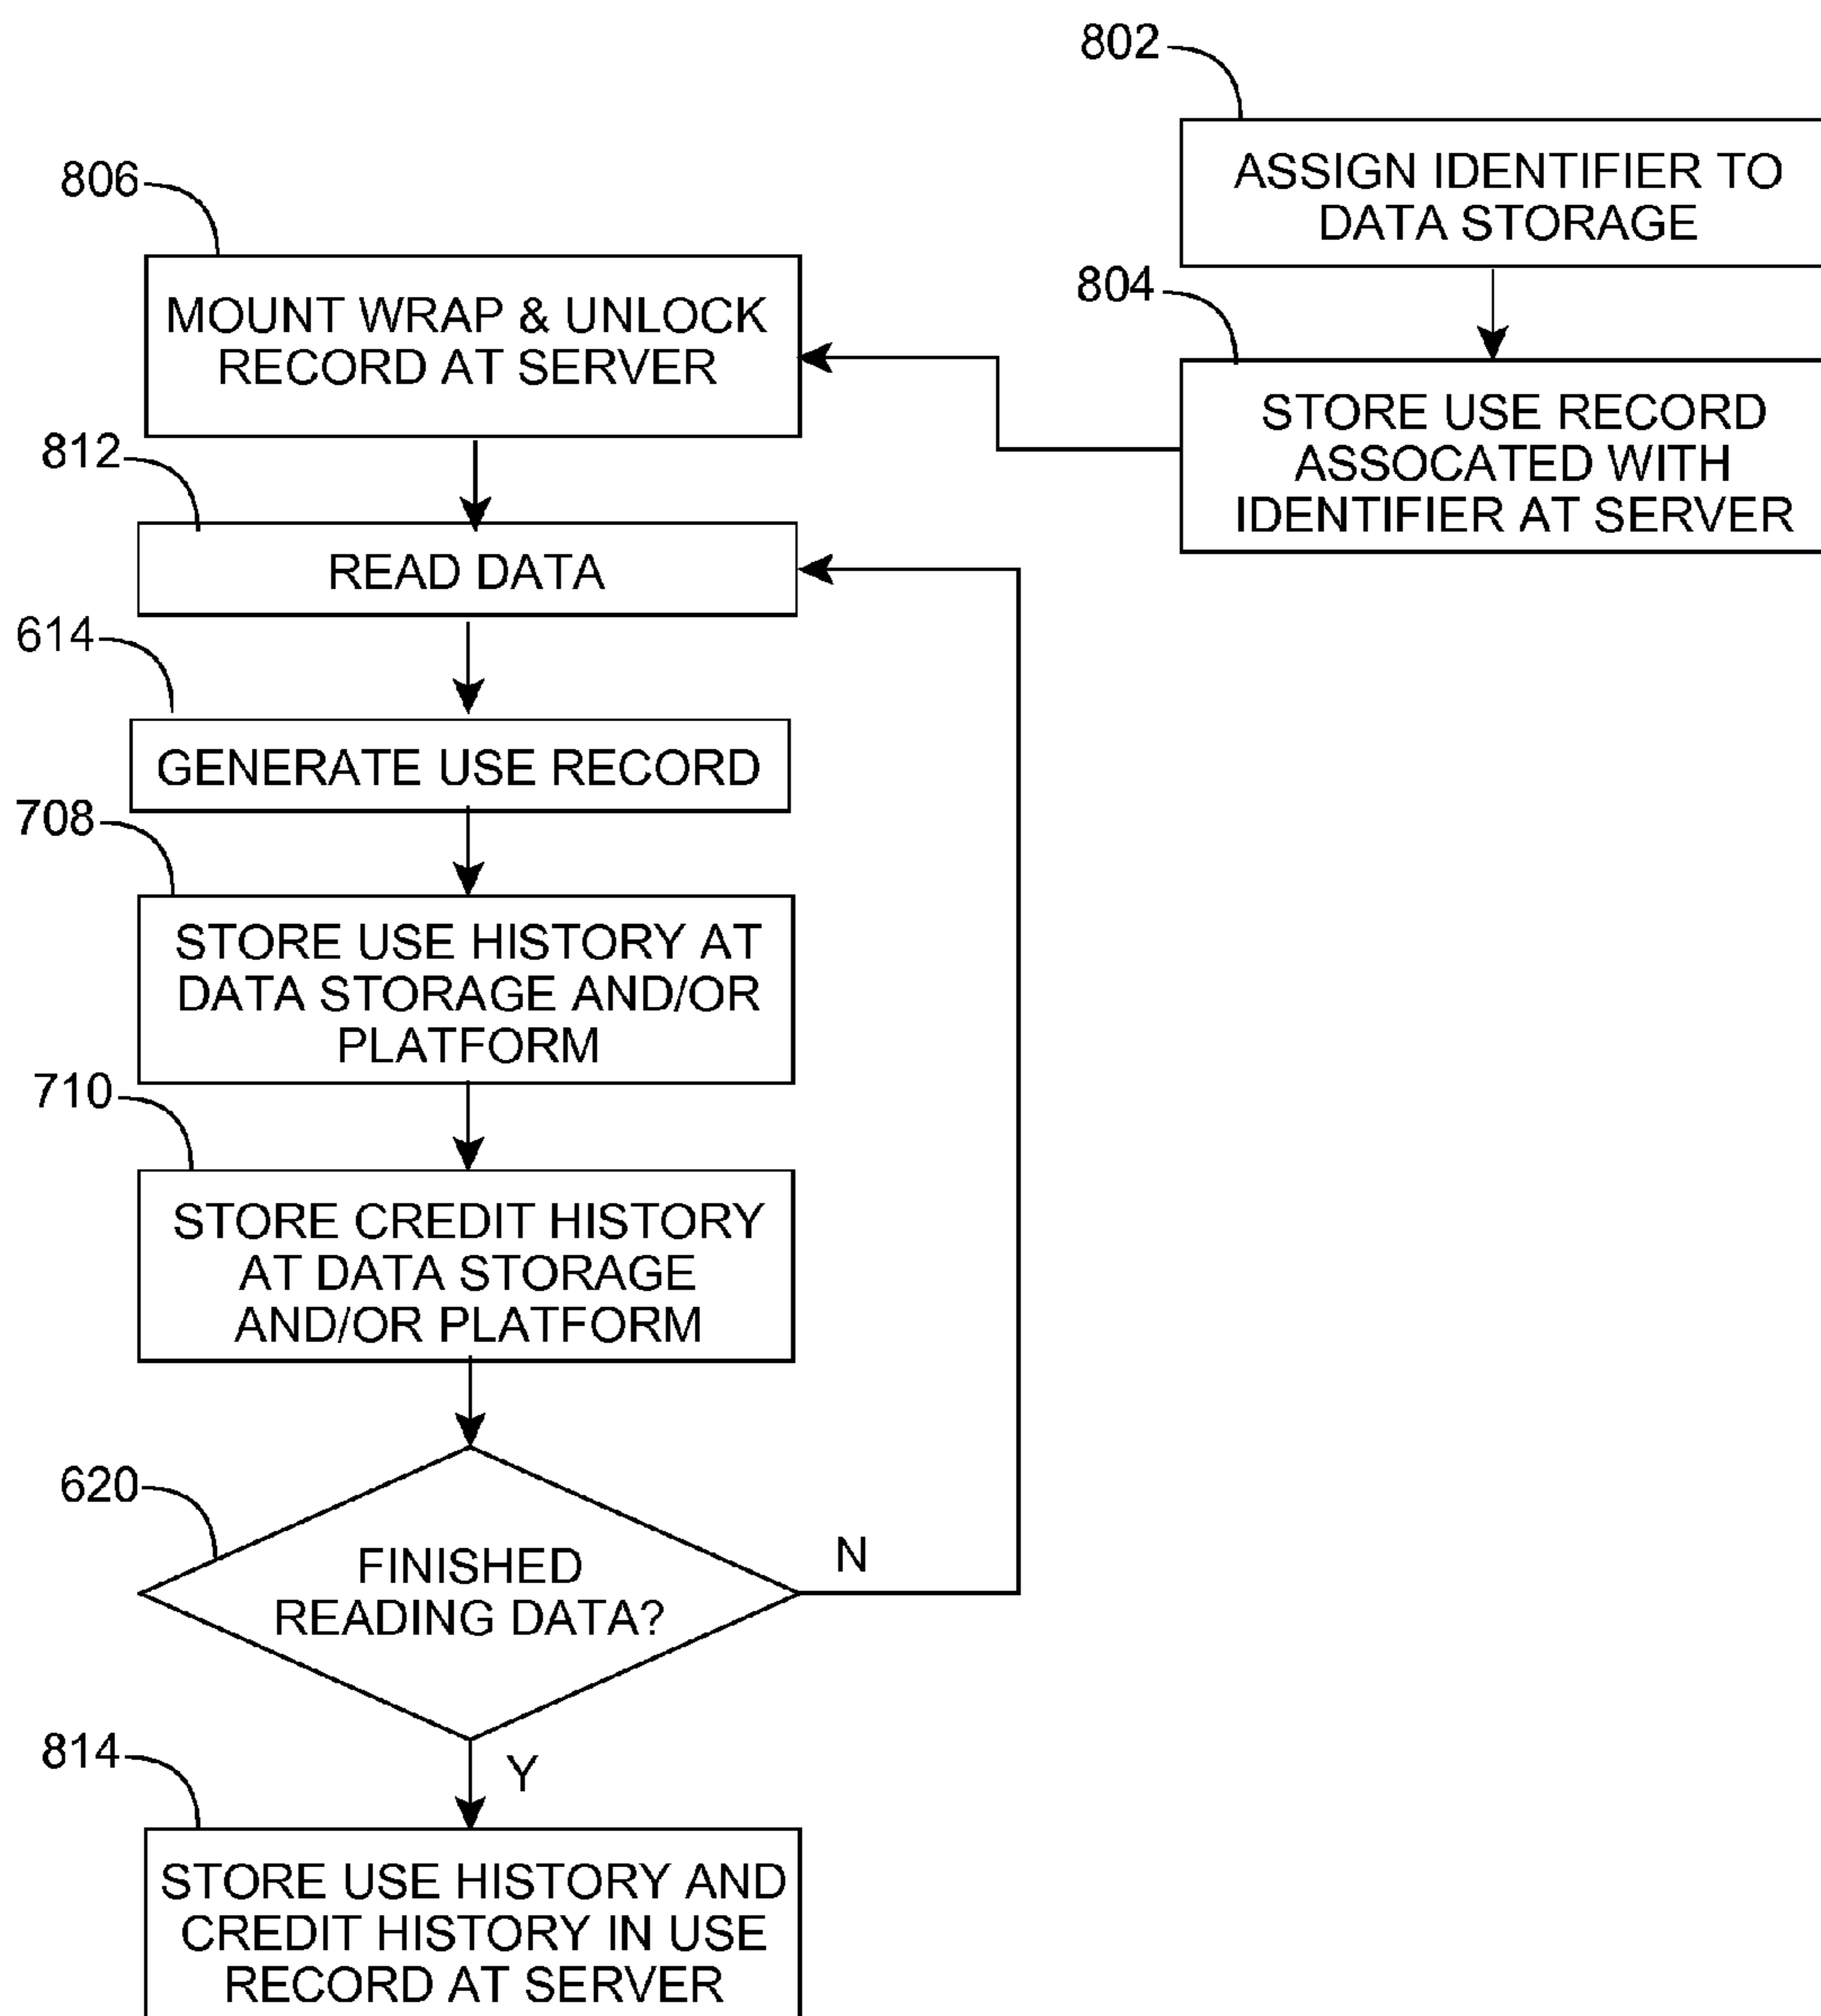 802
ASSIGN IDENTIFIER TO
DATA STORAGE
804
STORE USE RECORD
ASSOCATED WITH
IDENTIFIER AT SERVER
806
MOUNT WRAP & UNLOCK
RECORD AT SERVER
812
READ DATA
614
GENERATE USE RECORD
708
STORE USE HISTORY AT
DATA STORAGE AND/OR
PLATFORM
710
STORE CREDIT HISTORY
AT DATA STORAGE
AND/OR PLATFORM
620
FINISHED
READING DATA?
N
Y
814
STORE USE HISTORY AND
CREDIT HISTORY IN USE
RECORD AT SERVER